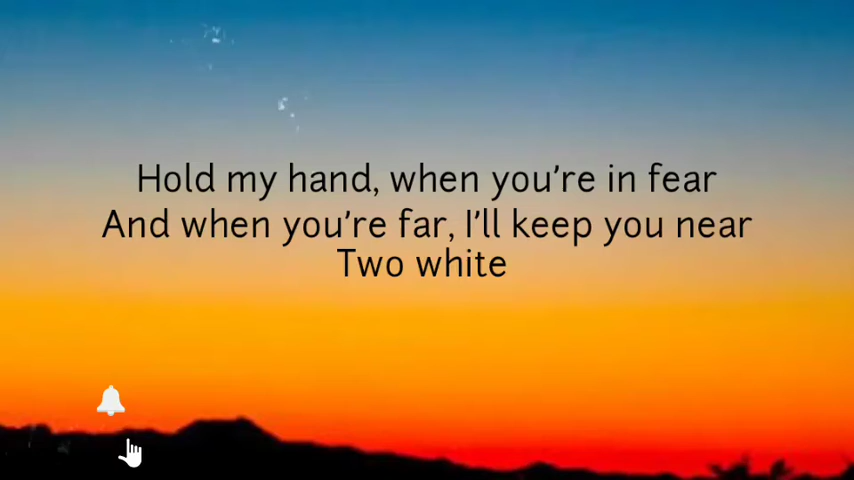 Hold my hand, when you're in fear
And when you're far, I'll keep you near
Two white